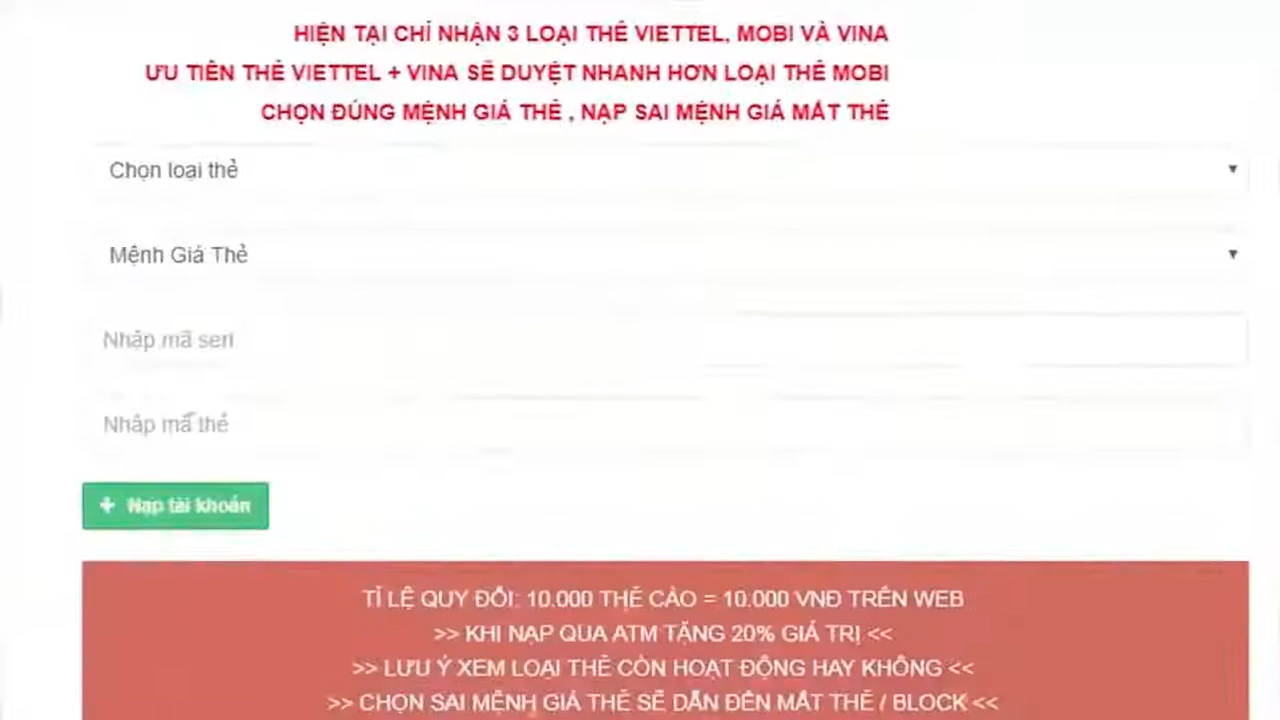 HIỆN TẠI CHỈ NHẬN 3 LOẠI THẺ VIETTEL, MOBI VÀ VINA
ƯU TIÊN THẺ VIETTEL + VINA SẼ DUYỆT NHANH HƠN LOẠI THẺ MOBI
CHỌN ĐÚNG MỆNH GIÁ THẺ , NẠP SAI MỆNH GIÁ MẤT THẺ
Chọn loại thẻ
Mệnh Giá Thẻ
Nhập mã seri
Nhập mã thẻ
+ Nạp tài khoản
TỈ LỆ QUY ĐỔI: 10.000 THẺ CÀO = 10.000 VNĐ TRÊN WEB
>> KHI NẠP QUA ATM TẶNG 20% GIÁ TRỊ <<
>> LƯU Ý XEM LOẠI THẺ CÒN HOẠT ĐỘNG HAY KHÔNG <<
>> CHỌN SAI MỆNH GIÁ THẺ SẼ DẪN ĐẾN MẤT THẺ / BLOCK <<